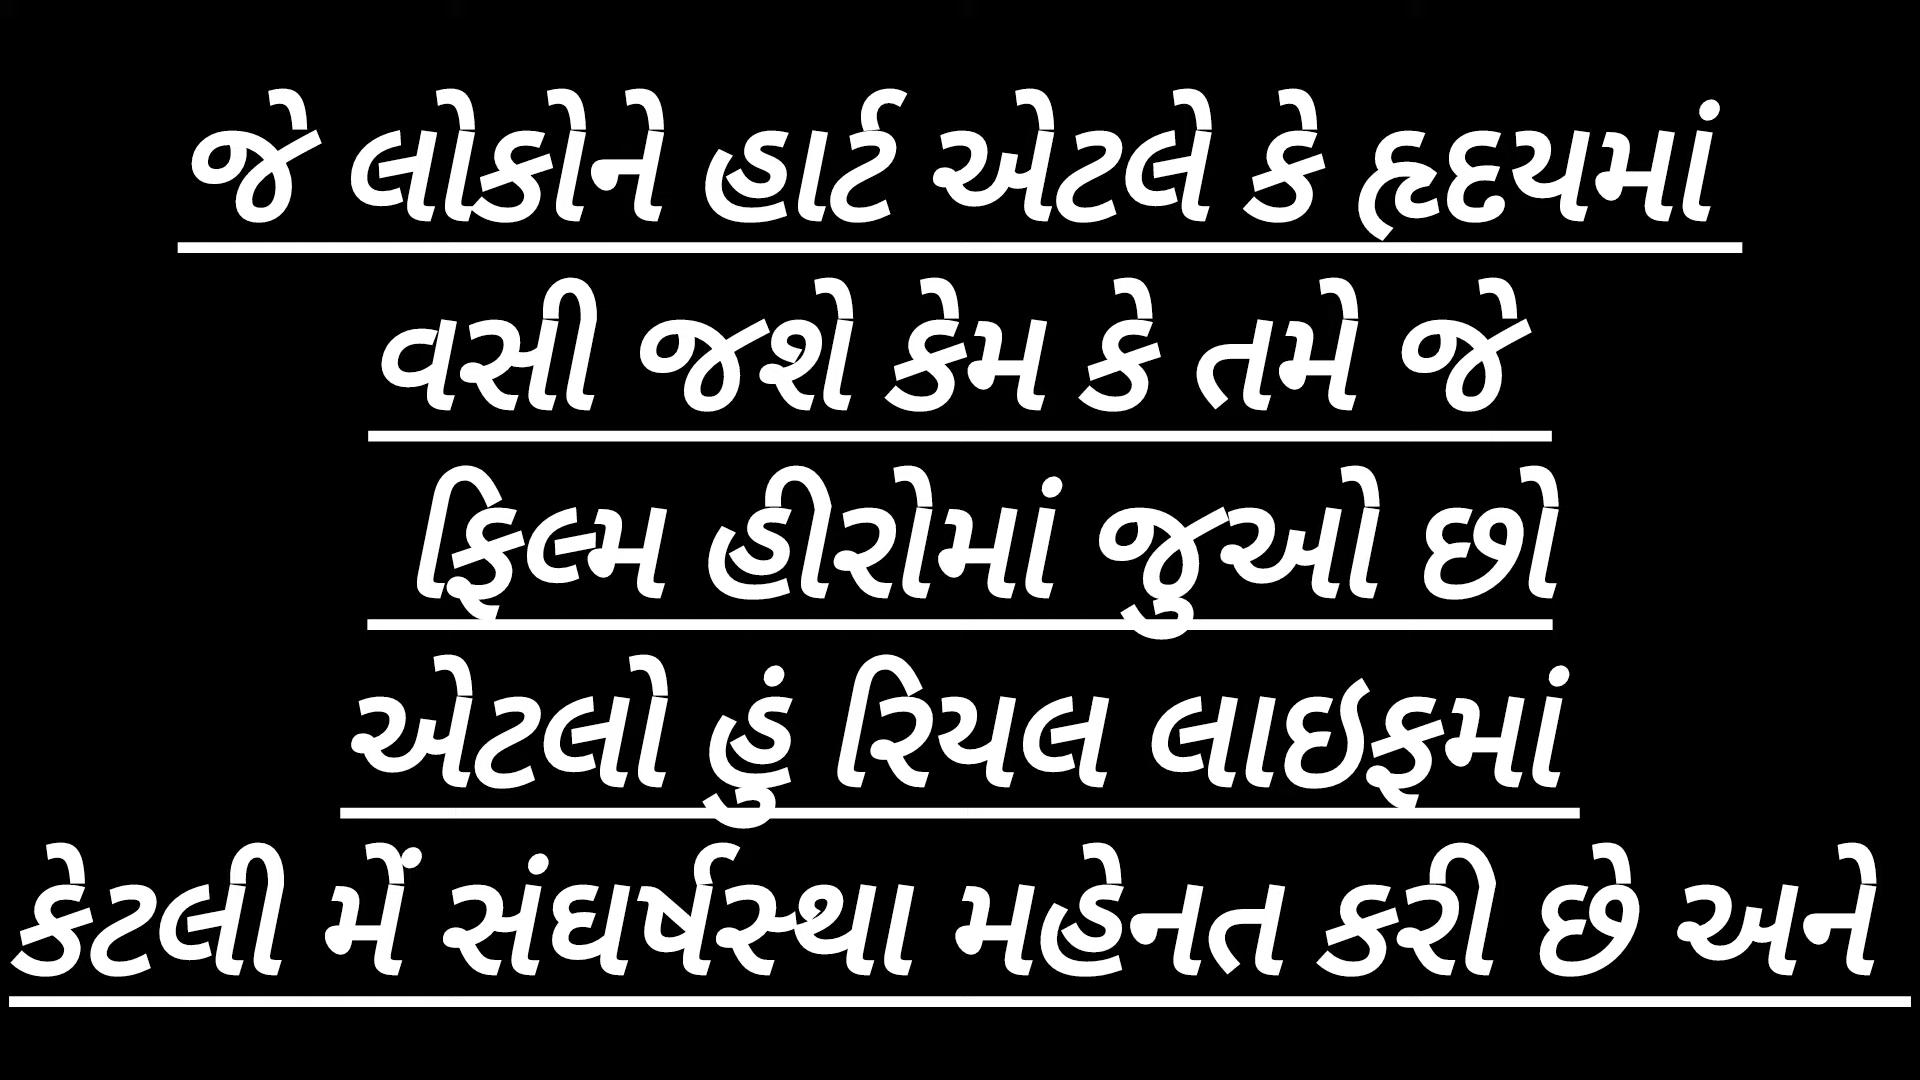 જે લોકોને હાર્ટ એટલે કે હૃદયમાં
વસી જશે કેમ કે તમે જે
ફિલ્મ હીરોમાં જુઓ છો
એટલો હું રિયલ લાઇફમાં
કેટલી મેં સંઘર્ષસ્થા મહેનત કરી છે અને